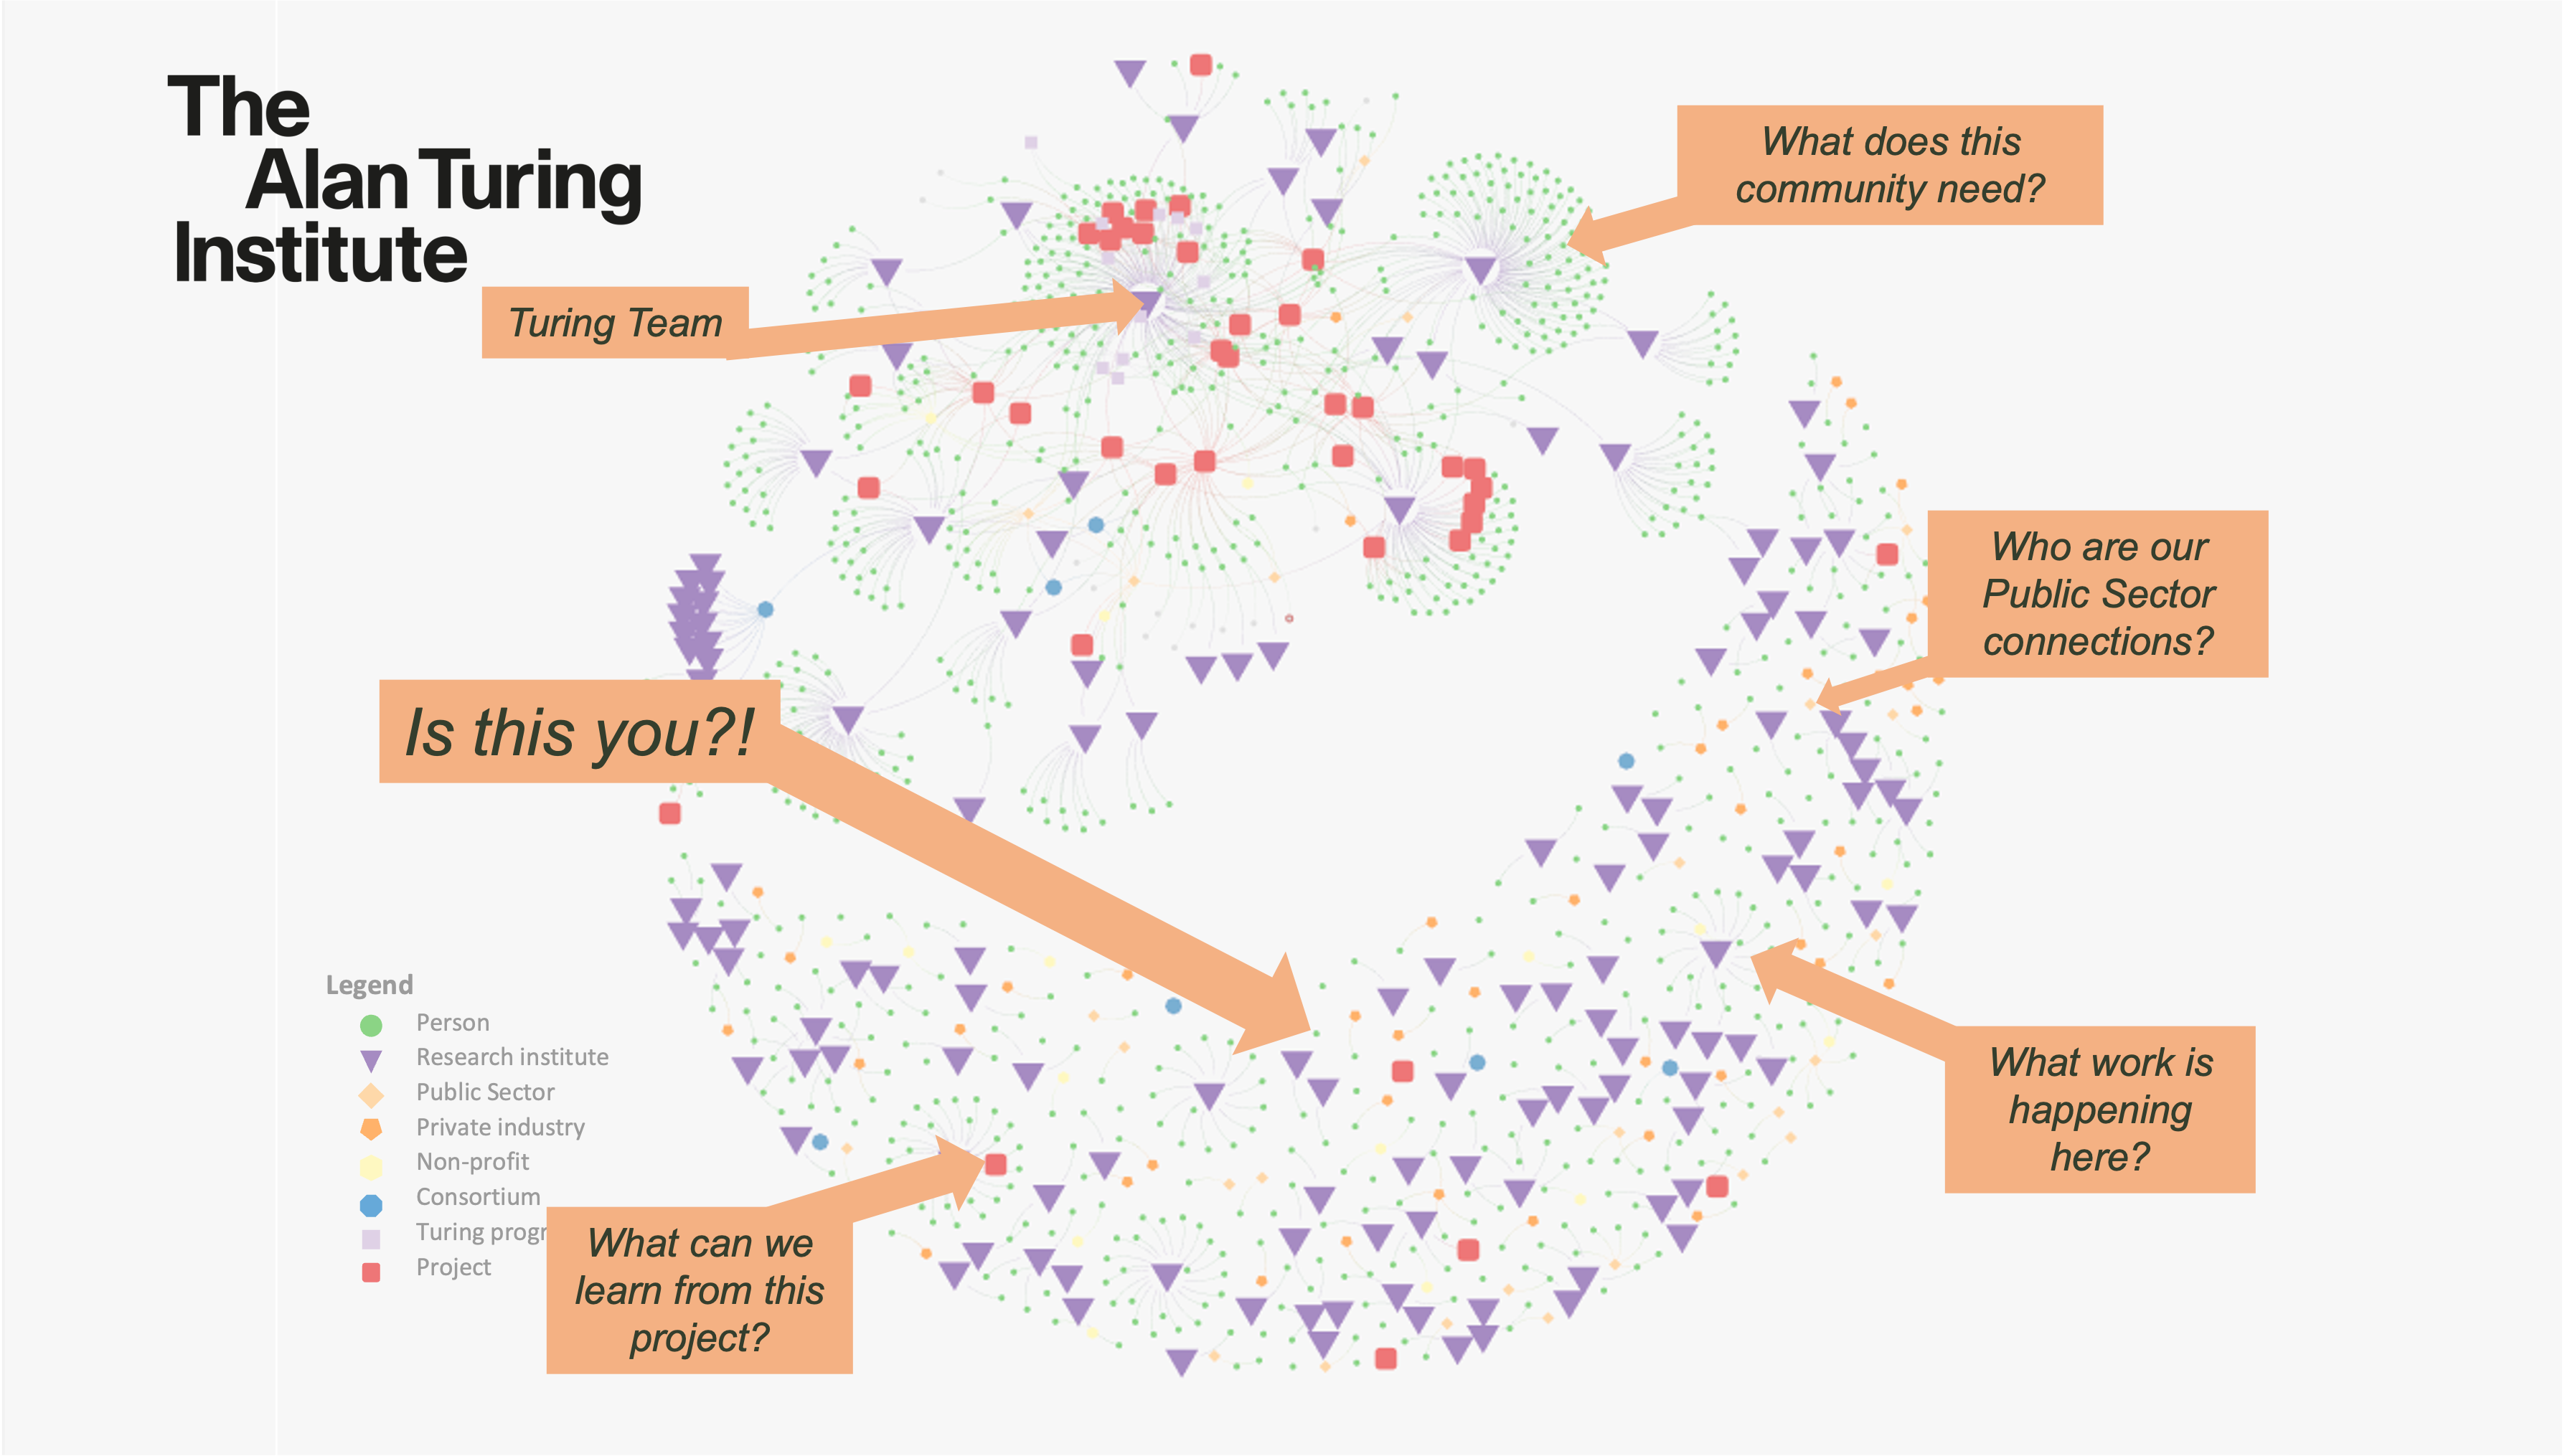 The
Alan Turing
Institute
What does this
community need?
Turing Team
Who are our
Public Sector
connections?
Is this you?!
What work is
happening
here?
What can we
learn from this
project?
Legend
Person
Research institute
Public Sector
Private industry
Non-profit
Consortium
Turing progr
Project